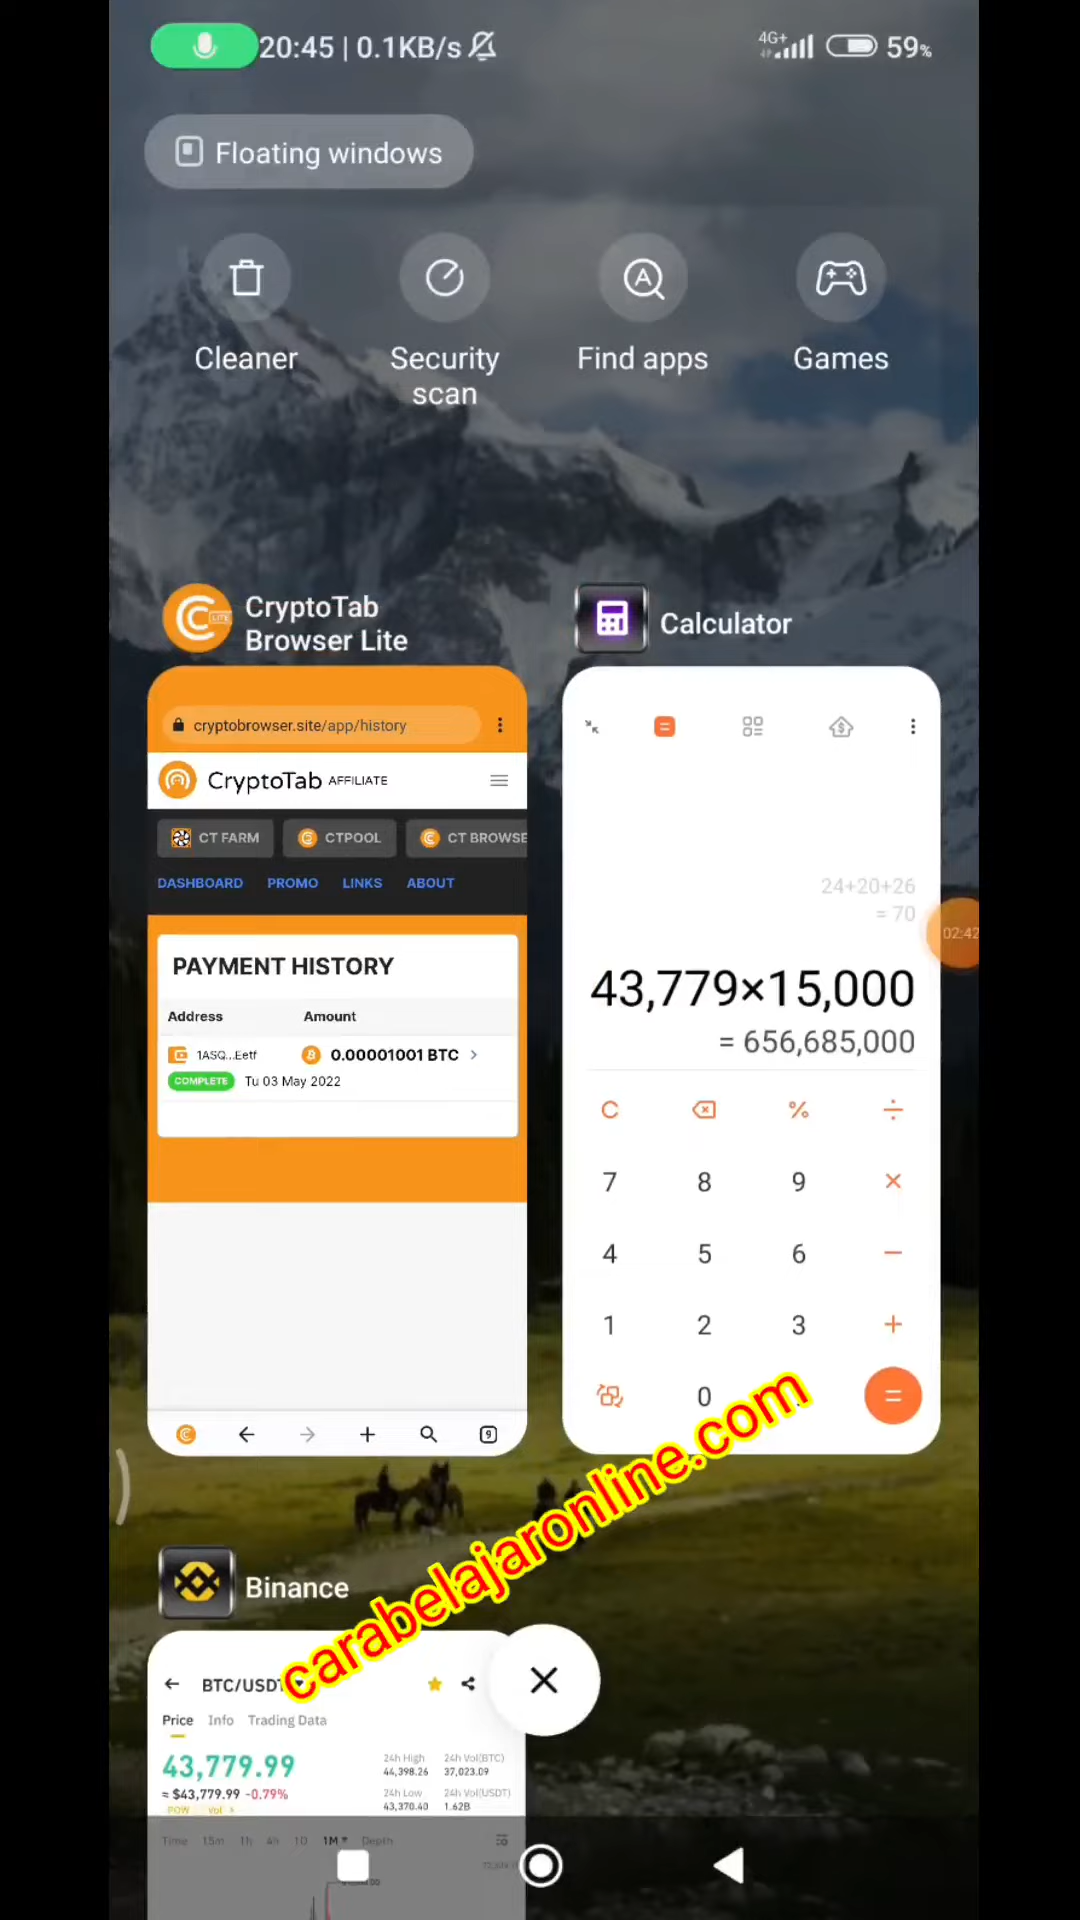 20:45 | 0.1KB/s
4G+
59%
Floating windows
Cleaner
Security
scan
Find apps
Games
CryptoTab
Browser Lite
cryptobrowser.site/app/history
CryptoTab AFFILIATE
CT FARM
CTPOOL
CT BROWSE
DASHBOARD
PROMO
LINKS
ABOUT
PAYMENT HISTORY
Address
Amount
1ASQ...Eetf
0.00001001 BTC >
COMPLETE
Tu 03 May 2022
9
Calculator
24+20+26
= 70
43,779×15,000
= 656,685,000
C
%
÷
7
8
9
×
4
5
6
−
1
2
3
+
0
=
02:42
carabelajaronline.com
Binance
BTC/USDT
Price
Info
Trading Data
43,779.99
≈ $43,779.99 -0.79%
POW
Vol >
24h High
44,398.26
24h Vol(BTC)
37,023.09
24h Low
43,370.40
24h Vol(USDT)
1.62B
Time
15m
1h
4h
1D
1M
Depth